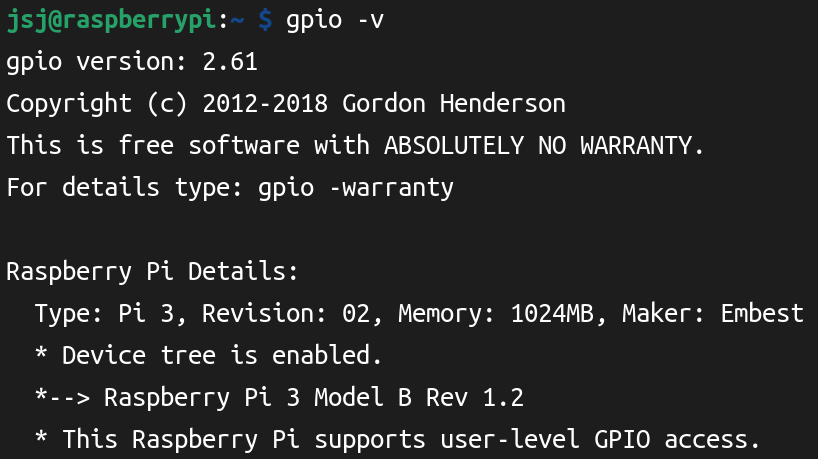 jsj@raspberrypi:~ $ gpio -v
gpio version: 2.61
Copyright (c) 2012-2018 Gordon Henderson
This is free software with ABSOLUTELY NO WARRANTY.
For details type: gpio -warranty

Raspberry Pi Details:
  Type: Pi 3, Revision: 02, Memory: 1024MB, Maker: Embest
  * Device tree is enabled.
  *--> Raspberry Pi 3 Model B Rev 1.2
  * This Raspberry Pi supports user-level GPIO access.